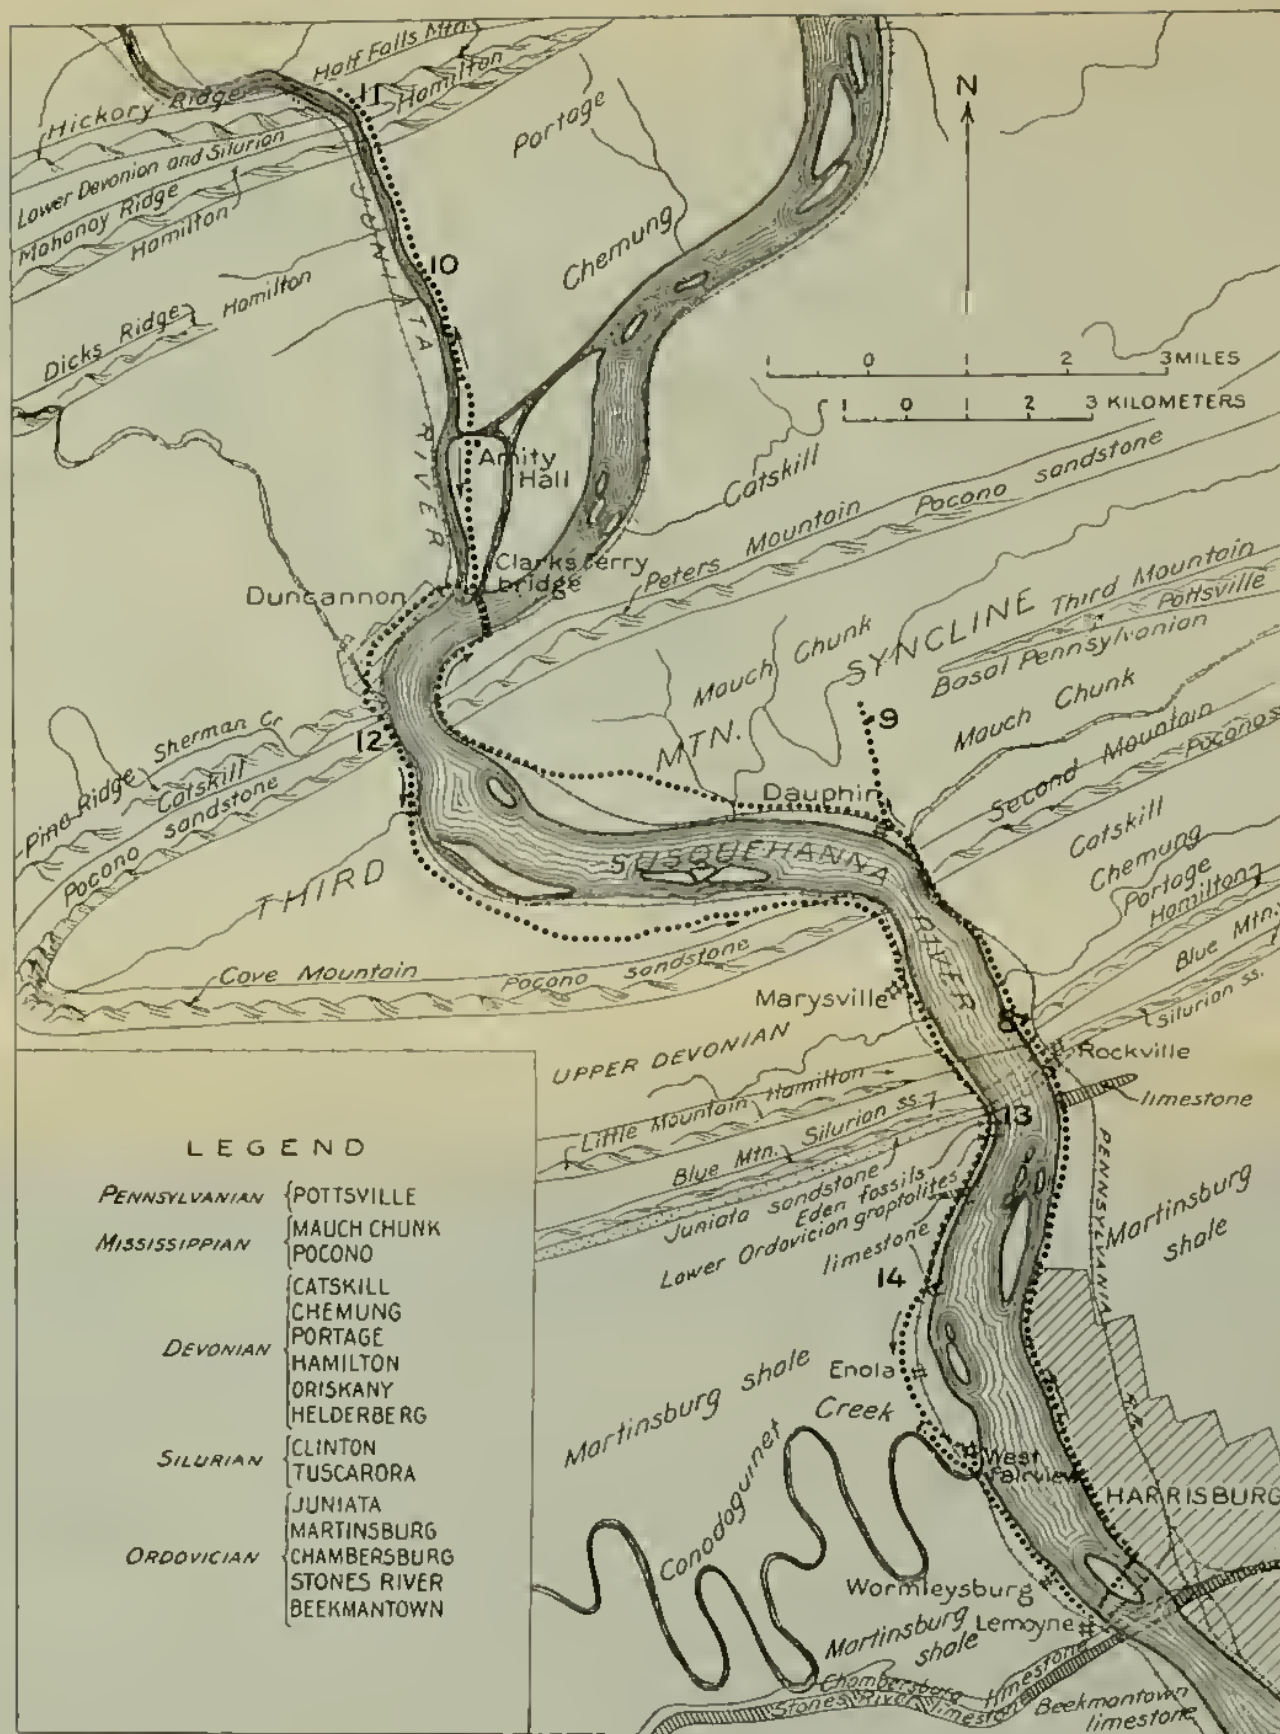 Half Falls Mtn.
Hamilton
Hickory Ridge
11
Lower Devonion and Silurion
Mahanoy Ridge
Hamilton
Portage
N
JUNIATA RIVER
10
Chemung
Dicks Ridge
Hamilton
1 0 1 2 3 MILES
1 0 1 2 3 KILOMETERS
Amity
Hall
Catskill
Peters Mountain
Pocono sandstone
Clarks Ferry
bridge
Duncannon
Third Mountain
Pottsville
Basal Pennsylvanian
SYNCLINE
Mauch Chunk
Mauch Chunk
MTN.
9
12
Sherman Cr.
Pine Ridge
Catskill
Pocono sandstone
Second Mountain
Poconoss
Dauphin
SUSQUEHANNA
RIVER
THIRD
Catskill
Chemung
Portage
Hamilton
Blue Mtn.
Silurian ss.
Cove Mountain
Pocono sandstone
Marysville
8
Rockville
limestone
UPPER DEVONIAN
Little Mountain Hamilton
13
Blue Mtn. Silurian ss.
Juniata sandstone
Eden fossils
Lower Ordovician graptolites
limestone
14
PENNSYLVANIA
R.R.
Martinsburg
shale
Enola
Martinsburg shale
Conodoguinet
Creek
West
Fairview
HARRISBURG
Wormleysburg
Lemoyne
Martinsburg
shale
Chambersburg limestone
Stones River limestone
Beekmantown
limestone
LEGEND
PENNSYLVANIAN {POTTSVILLE
MISSISSIPPIAN {MAUCH CHUNK
POCONO
DEVONIAN {CATSKILL
CHEMUNG
PORTAGE
HAMILTON
ORISKANY
HELDERBERG
SILURIAN {CLINTON
TUSCARORA
ORDOVICIAN {JUNIATA
MARTINSBURG
CHAMBERSBURG
STONES RIVER
BEEKMANTOWN